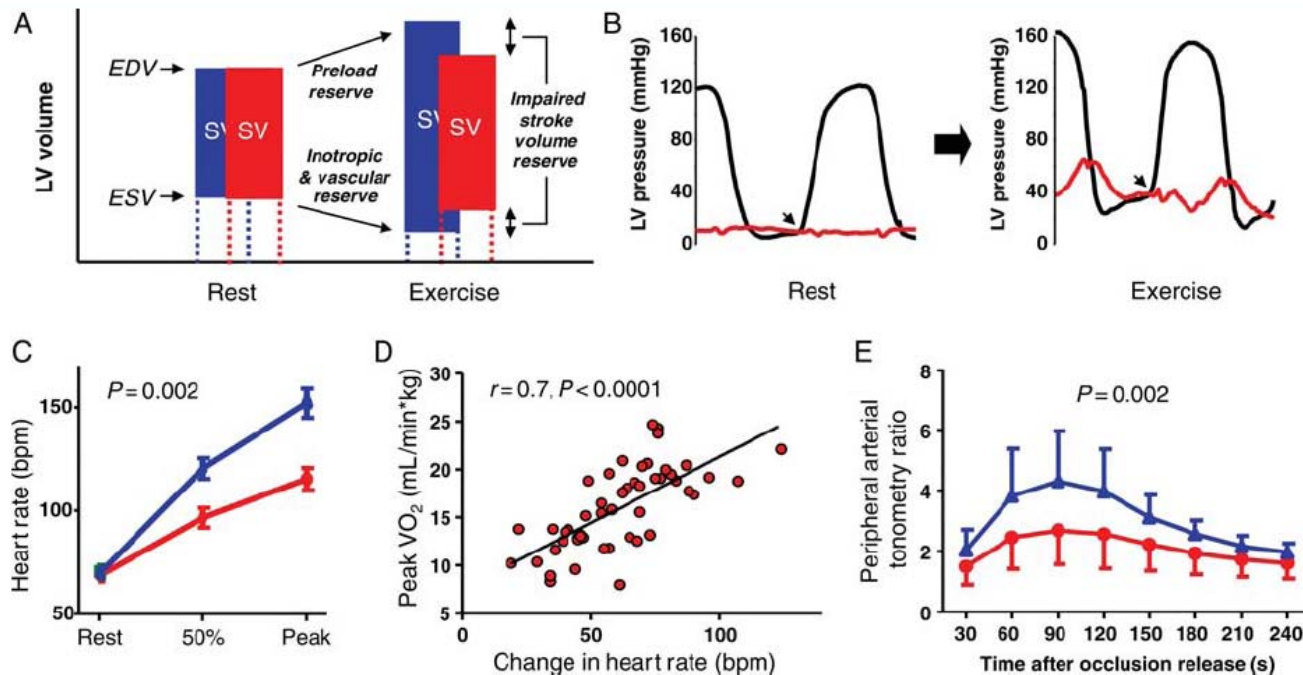 A
LV volume
EDV
ESV
SV
SV
Preload
reserve
Inotropic
& vascular
reserve
SV
SV
Impaired
stroke
volume
reserve
Rest
Exercise
B
LV pressure (mmHg)
160
120
80
40
0
Rest
LV pressure (mmHg)
160
120
80
40
0
Exercise
C
P=0.002
Heart rate (bpm)
150
100
50
Rest
50%
Peak
D
r=0.7, P<0.0001
Peak VO2 (mL/min*kg)
30
25
20
15
10
5
0
50
100
Change in heart rate (bpm)
E
P=0.002
Peripheral arterial
tonometry ratio
8
6
4
2
0
30
60
90
120
150
180
210
240
Time after occlusion release (s)